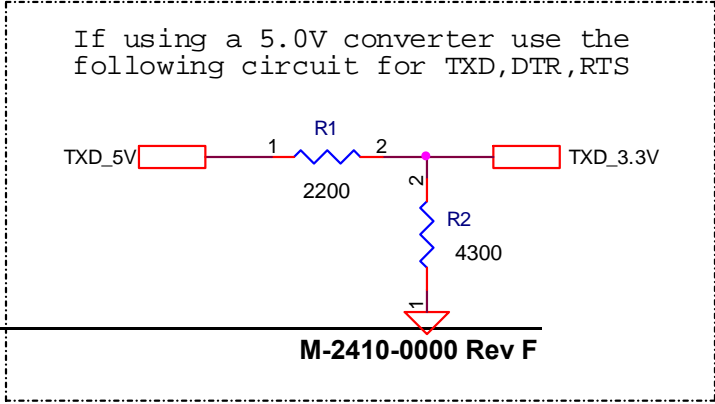 If using a 5.0V converter use the
following circuit for TXD,DTR,RTS
R1
TXD_5V 1 2 TXD_3.3V
2200
2
R2
4300
1
M-2410-0000 Rev F